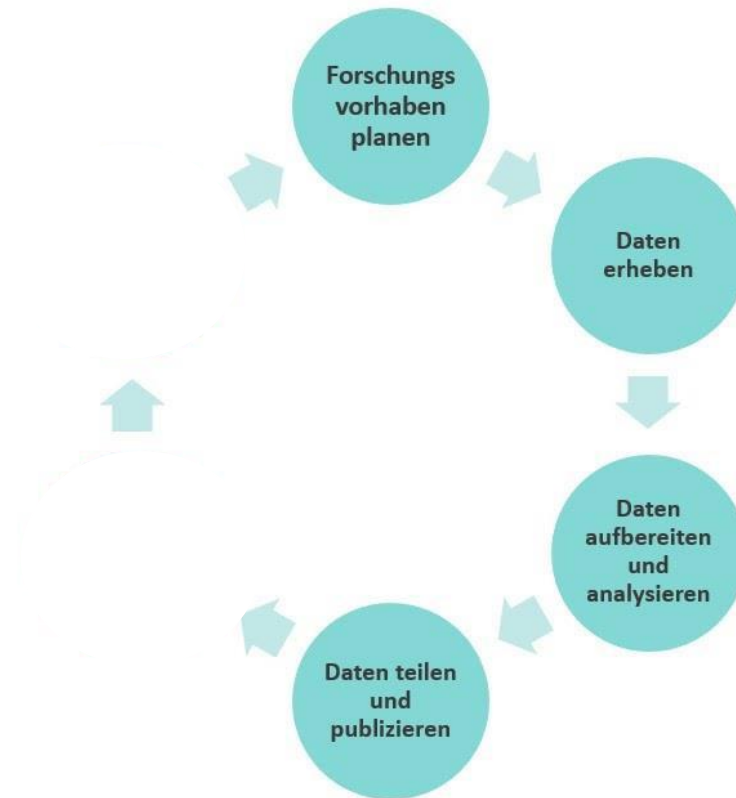 Forschungs
vorhaben
planen
Daten
erheben
Daten
aufbereiten
und
analysieren
Daten teilen
und
publizieren